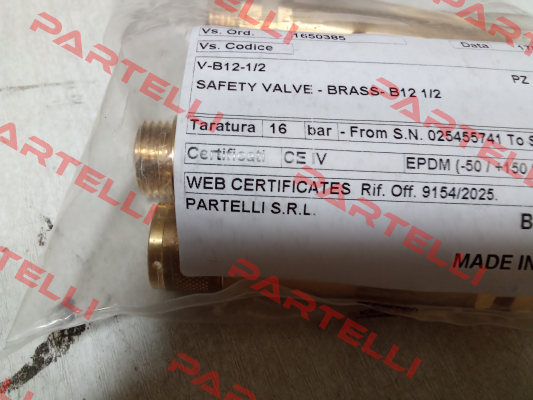 Vs. Ord. 1650385 Data 17
Vs. Codice
V-B12-1/2 PZ
SAFETY VALVE - BRASS- B12 1/2
Taratura 16 bar - From S.N. 025455741 To S
Certificati CE IV EPDM (-50 / +150
WEB CERTIFICATES Rif. Off. 9154/2025.
PARTELLI S.R.L.
B
MADE IN
PARTELLI
PARTELLI
PARTELLI
PARTELLI
PARTELLI